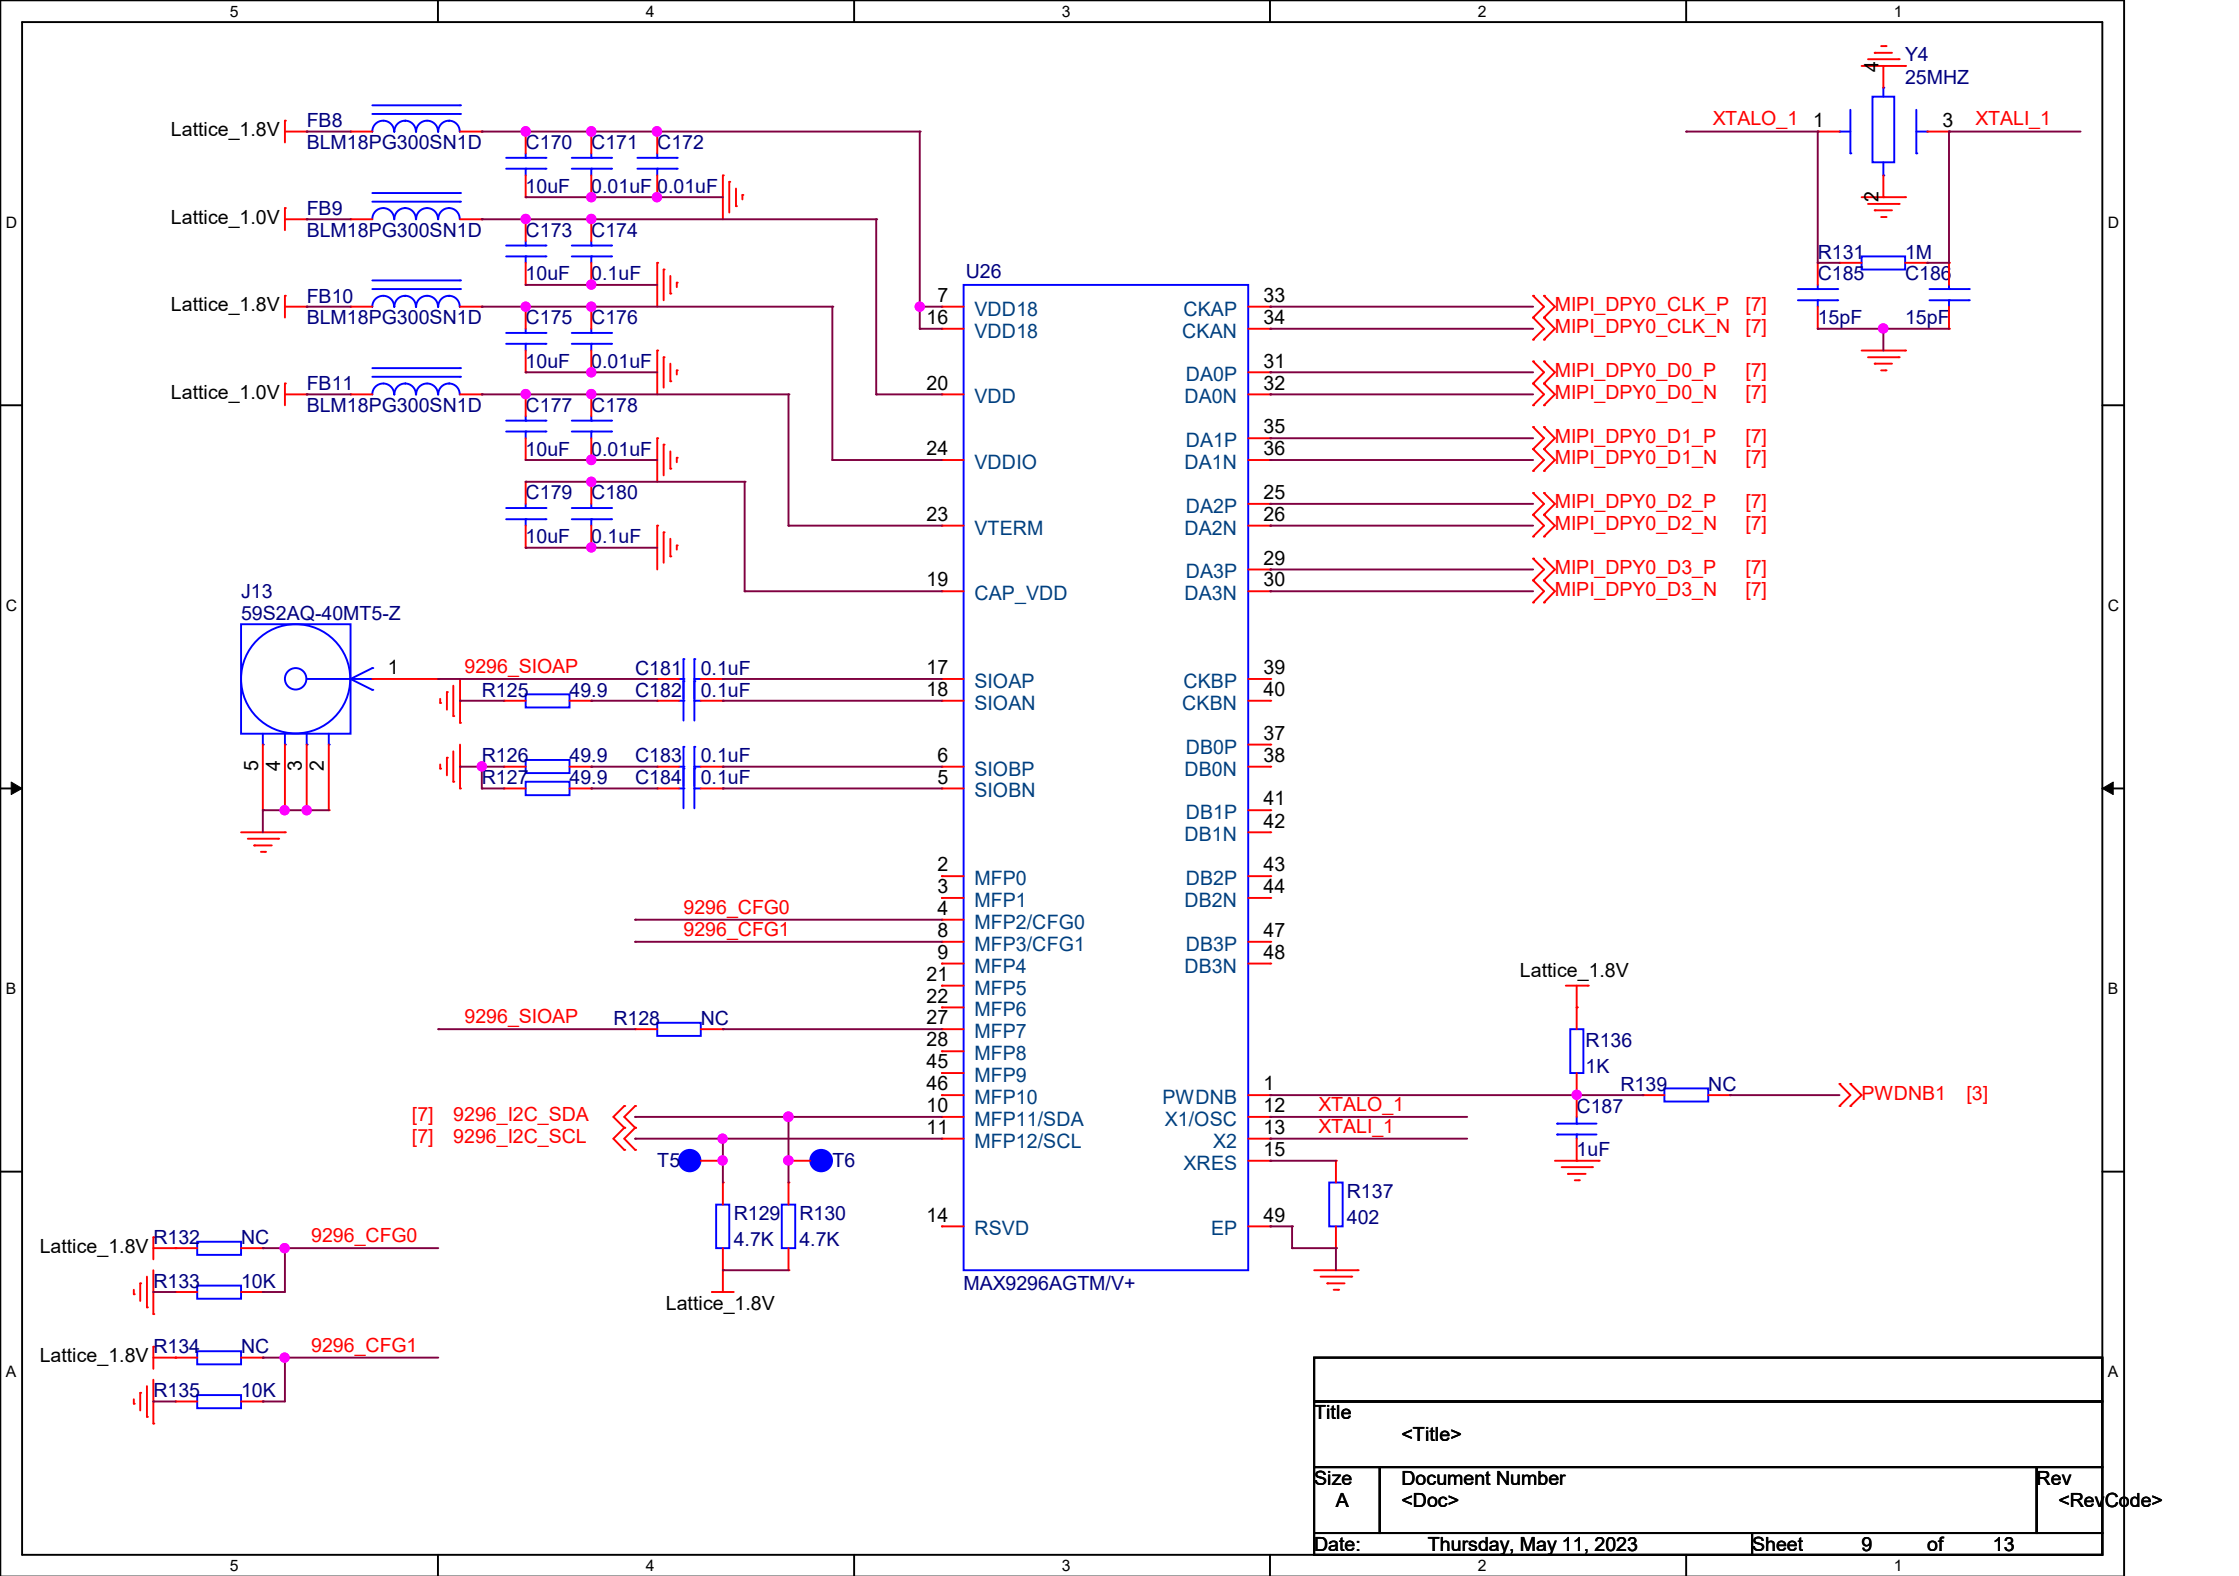 5 4 3 2 1
Y4
25MHZ
4
XTALO_1 1 3 XTALI_1
2
R131 1M
C185 C186
15pF 15pF
Lattice_1.8V FB8
BLM18PG300SN1D
C170 C171 C172
10uF 0.01uF 0.01uF
Lattice_1.0V FB9
BLM18PG300SN1D
C173 C174
10uF 0.1uF
Lattice_1.8V FB10
BLM18PG300SN1D
C175 C176
10uF 0.01uF
Lattice_1.0V FB11
BLM18PG300SN1D
C177 C178
10uF 0.01uF
C179 C180
10uF 0.1uF
D D
C C
B B
A A
U26
7 VDD18
16 VDD18
20 VDD
24 VDDIO
23 VTERM
19 CAP_VDD
CKAP 33 MIPI_DPY0_CLK_P [7]
CKAN 34 MIPI_DPY0_CLK_N [7]
DA0P 31 MIPI_DPY0_D0_P [7]
DA0N 32 MIPI_DPY0_D0_N [7]
DA1P 35 MIPI_DPY0_D1_P [7]
DA1N 36 MIPI_DPY0_D1_N [7]
DA2P 25 MIPI_DPY0_D2_P [7]
DA2N 26 MIPI_DPY0_D2_N [7]
DA3P 29 MIPI_DPY0_D3_P [7]
DA3N 30 MIPI_DPY0_D3_N [7]
J13
59S2AQ-40MT5-Z
1
5 4 3 2
9296_SIOAP C181 0.1uF 17 SIOAP
R125 49.9 C182 0.1uF 18 SIOAN
R126 49.9 C183 0.1uF 6 SIOBP
R127 49.9 C184 0.1uF 5 SIOBN
CKBP 39
CKBN 40
DB0P 37
DB0N 38
DB1P 41
DB1N 42
DB2P 43
DB2N 44
DB3P 47
DB3N 48
2 MFP0
3 MFP1
9296_CFG0 4 MFP2/CFG0
9296_CFG1 8 MFP3/CFG1
9 MFP4
21 MFP5
22 MFP6
9296_SIOAP R128 NC 27 MFP7
28 MFP8
45 MFP9
46 MFP10
[7] 9296_I2C_SDA 10 MFP11/SDA
[7] 9296_I2C_SCL 11 MFP12/SCL
T5 T6
R129 R130
4.7K 4.7K
Lattice_1.8V
14 RSVD
PWDNB 1
X1/OSC 12 XTALO_1
X2 13 XTALI_1
XRES 15
EP 49
R137
402
MAX9296AGTM/V+
Lattice_1.8V
R136
1K
R139 NC PWDNB1 [3]
C187
1uF
Lattice_1.8V R132 NC 9296_CFG0
R133 10K
Lattice_1.8V R134 NC 9296_CFG1
R135 10K
Title
<Title>
Size Document Number Rev
A <Doc> <RevCode>
Date: Thursday, May 11, 2023 Sheet 9 of 13
5 4 3 2 1